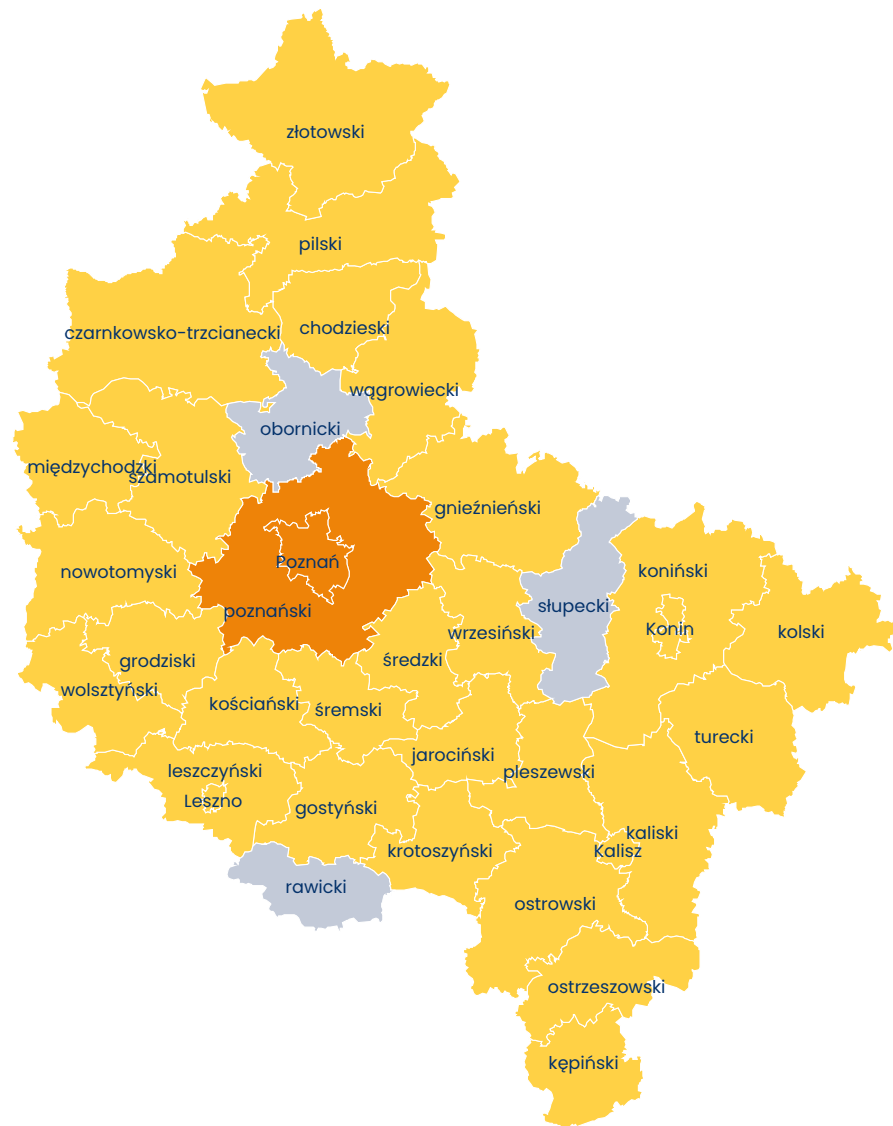 złotowski
pilski
chodzieski
czarnkowsko-trzcianecki
wągrowiecki
obornicki
międzychodzki
szamotulski
gnieźnieński
Poznań
nowotomyski
koniński
słupecki
poznański
Konin
wrzesiński
kolski
średzki
grodziski
wolsztyński
kościański
śremski
turecki
jarociński
leszczyński
pleszewski
Leszno
gostyński
kaliski
krotoszyński
Kalisz
rawicki
ostrowski
ostrzeszowski
kępiński